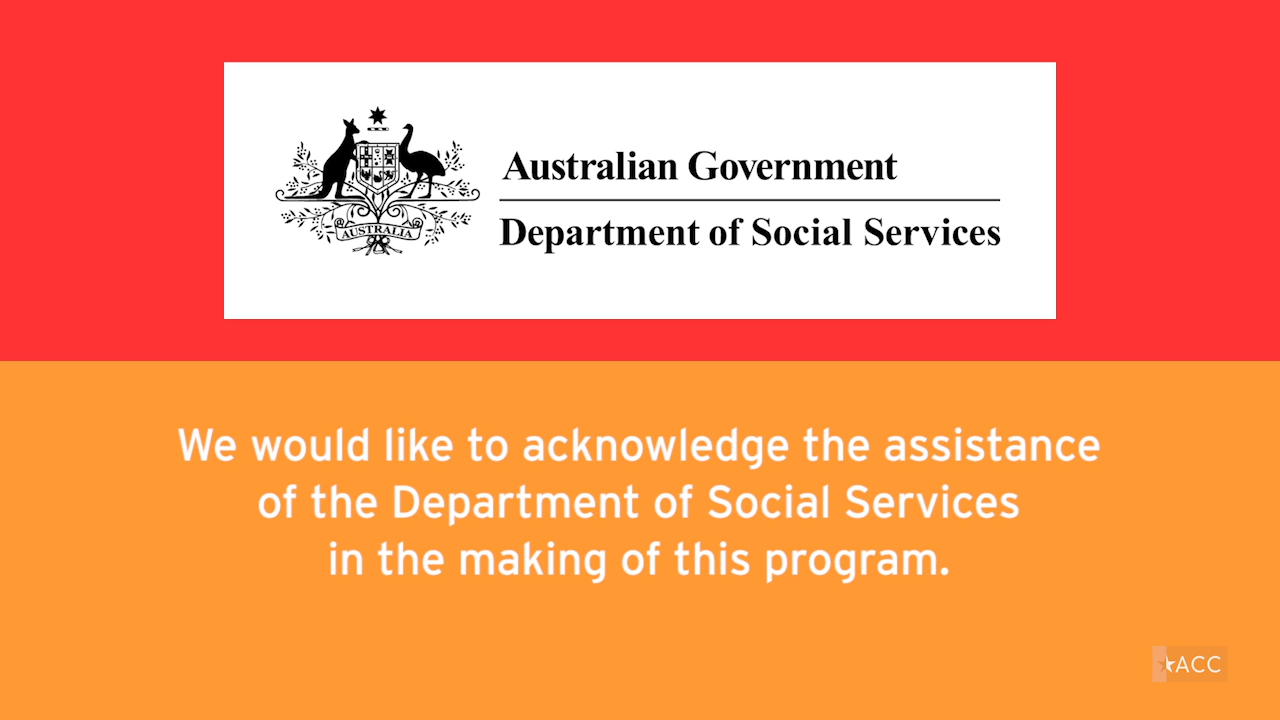 Australian Government
AUSTRALIA
Department of Social Services
We would like to acknowledge the assistance
of the Department of Social Services
in the making of this program.
ACC